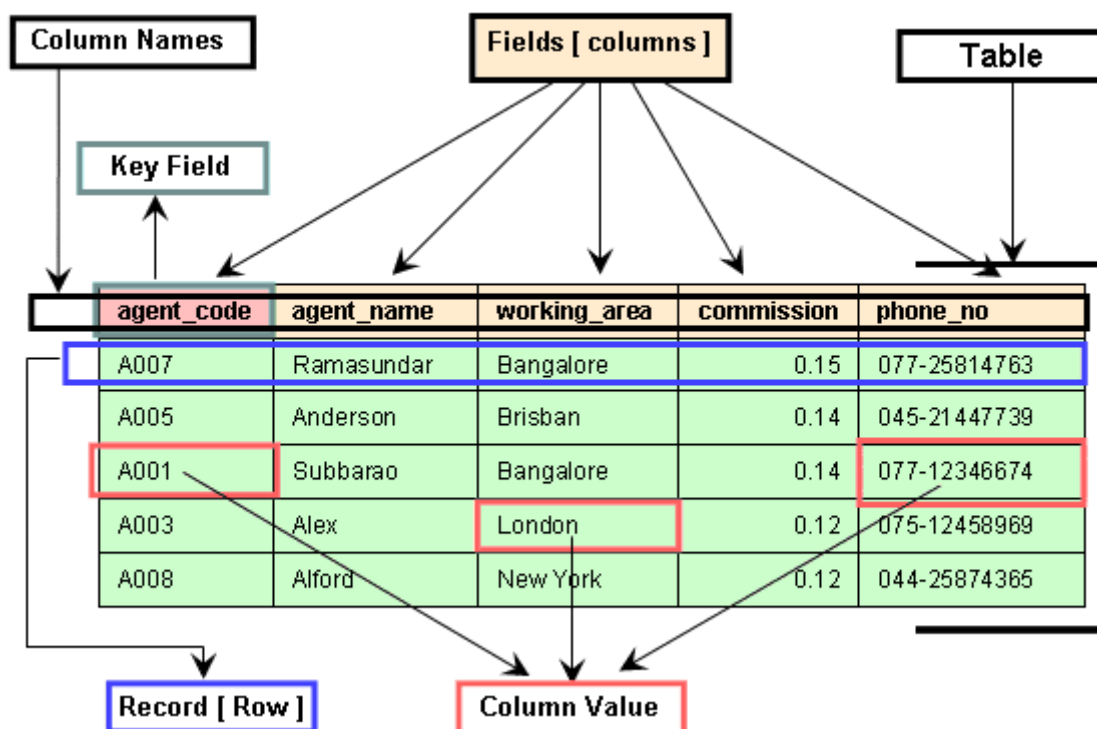 Column Names
Fields [ columns ]
Table
Key Field
agent_code agent_name working_area commission phone_no
A007 Ramasundar Bangalore 0.15 077-25814763
A005 Anderson Brisban 0.14 045-21447739
A001 Subbarao Bangalore 0.14 077-12346674
A003 Alex London 0.12 075-12458969
A008 Alford New York 0.12 044-25874365
Record [ Row ]
Column Value